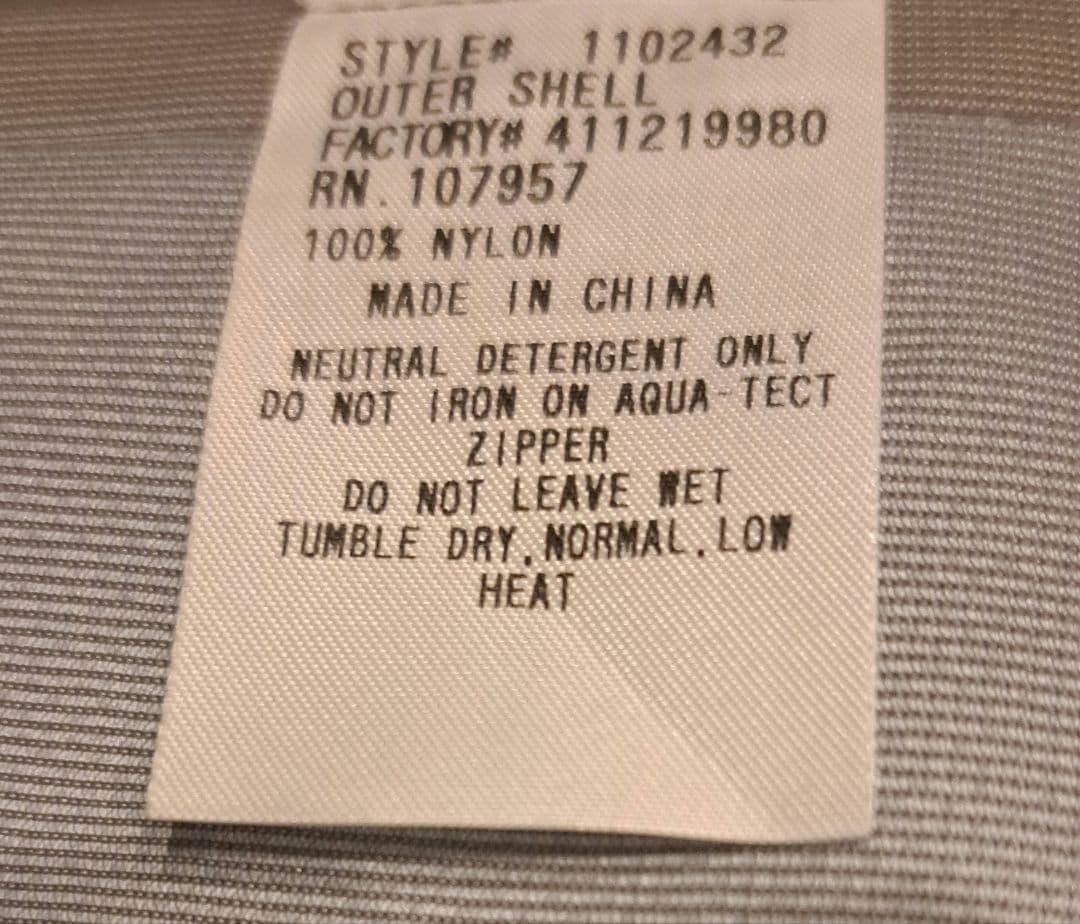 STYLE# 1102432
OUTER SHELL
FACTORY# 411219980
RN. 107957
100% NYLON
MADE IN CHINA
NEUTRAL DETERGENT ONLY
DO NOT IRON ON AQUA-TECT
ZIPPER
DO NOT LEAVE WET
TUMBLE DRY, NORMAL, LOW
HEAT